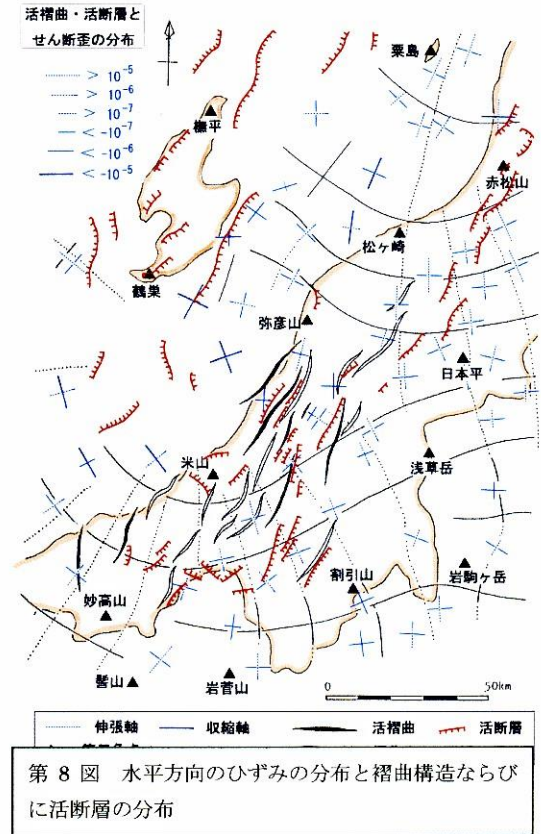 活褶曲・活断層と
せん断歪の分布
> 10⁻⁵
> 10⁻⁶
> 10⁻⁷
< -10⁻⁷
< -10⁻⁶
< -10⁻⁵
粟島
樴平
赤松山
松ヶ崎
鶴巣
弥彦山
日本平
米山
浅草岳
岩駒ヶ岳
割引山
妙高山
髻山
岩菅山
0 50km
伸張軸 収縮軸 活褶曲 活断層
第 8 図 水平方向のひずみの分布と褶曲構造ならび
に活断層の分布